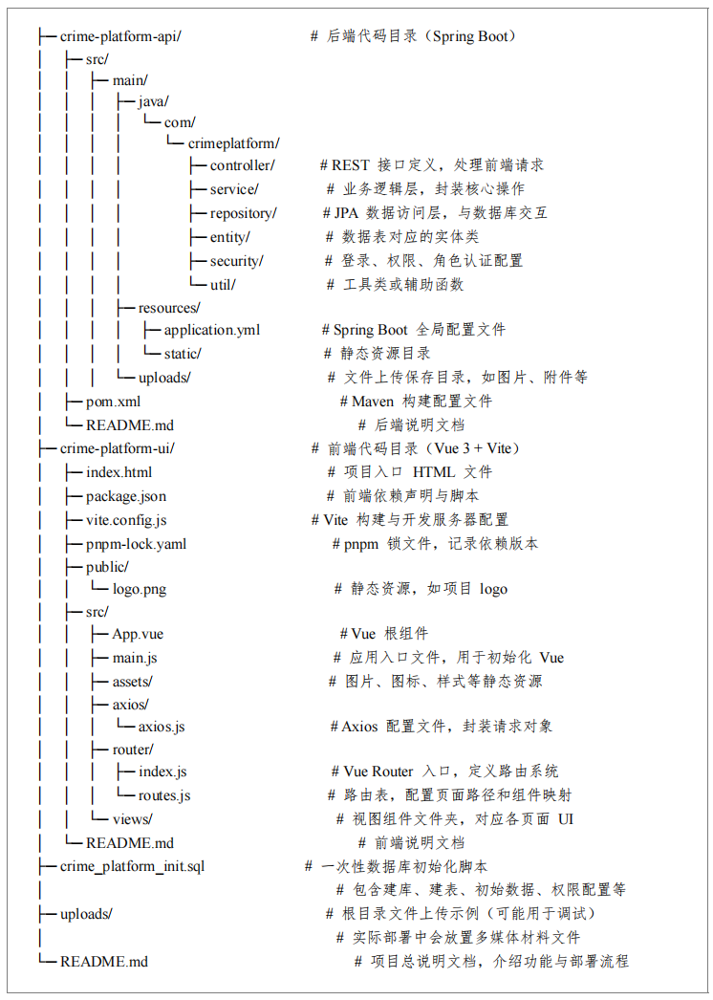 ├─ crime-platform-api/ # 后端代码目录（Spring Boot）
│ ├─ src/
│ │ ├─ main/
│ │ │ ├─ java/
│ │ │ │ └─ com/
│ │ │ │ └─ crimeplatform/
│ │ │ │ ├─ controller/ # REST 接口定义，处理前端请求
│ │ │ │ ├─ service/ # 业务逻辑层，封装核心操作
│ │ │ │ ├─ repository/ # JPA 数据访问层，与数据库交互
│ │ │ │ ├─ entity/ # 数据表对应的实体类
│ │ │ │ ├─ security/ # 登录、权限、角色认证配置
│ │ │ │ └─ util/ # 工具类或辅助函数
│ │ │ ├─ resources/
│ │ │ │ ├─ application.yml # Spring Boot 全局配置文件
│ │ │ │ └─ static/ # 静态资源目录
│ │ │ └─ uploads/ # 文件上传保存目录，如图片、附件等
│ ├─ pom.xml # Maven 构建配置文件
│ └─ README.md # 后端说明文档
├─ crime-platform-ui/ # 前端代码目录（Vue 3 + Vite）
│ ├─ index.html # 项目入口 HTML 文件
│ ├─ package.json # 前端依赖声明与脚本
│ ├─ vite.config.js # Vite 构建与开发服务器配置
│ ├─ pnpm-lock.yaml # pnpm 锁文件，记录依赖版本
│ ├─ public/
│ │ └─ logo.png # 静态资源，如项目 logo
│ ├─ src/
│ │ ├─ App.vue # Vue 根组件
│ │ ├─ main.js # 应用入口文件，用于初始化 Vue
│ │ ├─ assets/ # 图片、图标、样式等静态资源
│ │ ├─ axios/
│ │ │ └─ axios.js # Axios 配置文件，封装请求对象
│ │ ├─ router/
│ │ │ ├─ index.js # Vue Router 入口，定义路由系统
│ │ │ └─ routes.js # 路由表，配置页面路径和组件映射
│ │ └─ views/ # 视图组件文件夹，对应各页面 UI
│ └─ README.md # 前端说明文档
├─ crime_platform_init.sql # 一次性数据库初始化脚本
│ # 包含建库、建表、初始数据、权限配置等
├─ uploads/ # 根目录文件上传示例（可能用于调试）
│ # 实际部署中会放置多媒体材料文件
└─ README.md # 项目总说明文档，介绍功能与部署流程